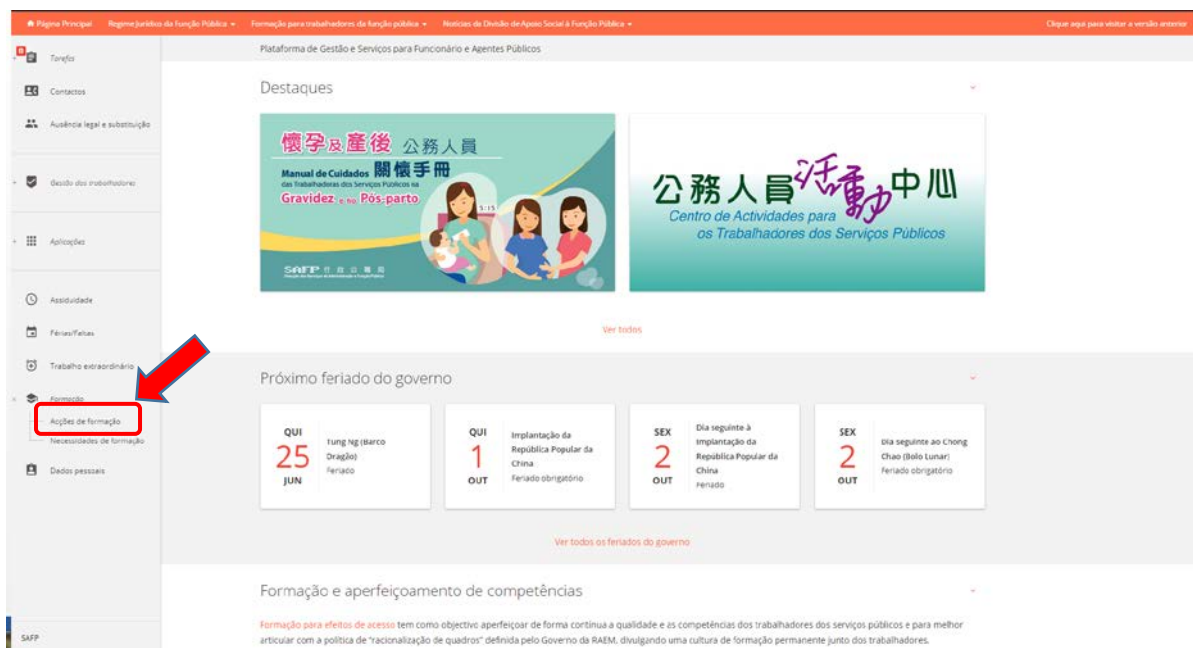 Página Principal
Regime Jurídico da Função Pública
Formação para trabalhadores da função pública
Notícias da Divisão de Apoio Social à Função Pública
Clique aqui para visitar a versão anterior
8
Tarefas
Contactos
Ausência legal e substituição
Gestão dos trabalhadores
Aplicações
Assiduidade
Férias/Faltas
Trabalho extraordinário
Formação
Acções de formação
Necessidades de formação
Dados pessoais
SAFP
Plataforma de Gestão e Serviços para Funcionário e Agentes Públicos
Destaques
懷孕及產後 公務人員
Manual de Cuidados 關懷手冊
das Trabalhadoras dos Serviços Públicos na
Gravidez e no Pós-parto
5:15
SAFP 行政公職局
公務人員活動中心
Centro de Actividades para
os Trabalhadores dos Serviços Públicos
Ver todos
Próximo feriado do governo
QUI
25
JUN
Tung Ng (Barco
Dragão)
Feriado
QUI
1
OUT
Implantação da
República Popular da
China
Feriado obrigatório
SEX
2
OUT
Dia seguinte à
Implantação da
República Popular da
China
Feriado
SEX
2
OUT
Dia seguinte ao Chong
Chao (Bolo Lunar)
Feriado obrigatório
Ver todos os feriados do governo
Formação e aperfeiçoamento de competências
Formação para efeitos de acesso tem como objectivo aperfeiçoar de forma contínua a qualidade e as competências dos trabalhadores dos serviços públicos e para melhor
articular com a política de "racionalização de quadros" definida pelo Governo da RAEM, divulgando uma cultura de formação permanente junto dos trabalhadores.